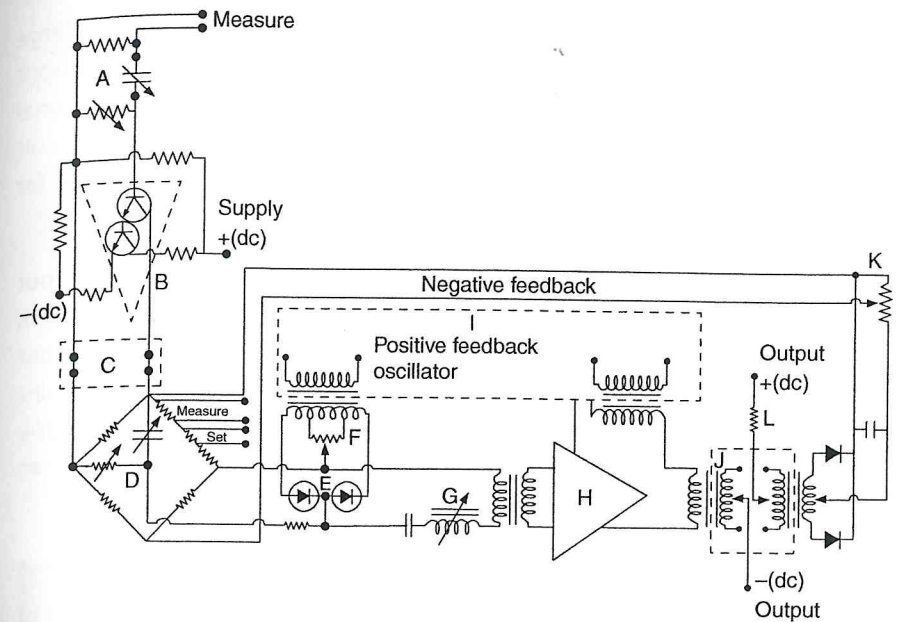 Measure
A
Supply
+(dc)
B
–(dc)
K
Negative feedback
I
Positive feedback
oscillator
C
Output
+(dc)
L
Measure
Set
F
D
E
G
H
J
–(dc)
Output